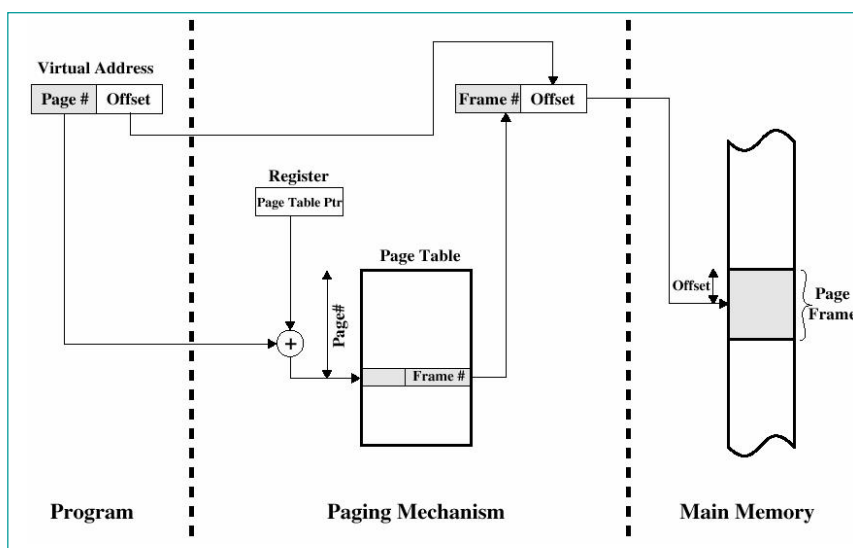 Virtual Address
Page #
Offset
Frame #
Offset
Register
Page Table Ptr
Page Table
Page#
Offset
Page
Frame
+
Frame #
Program
Paging Mechanism
Main Memory